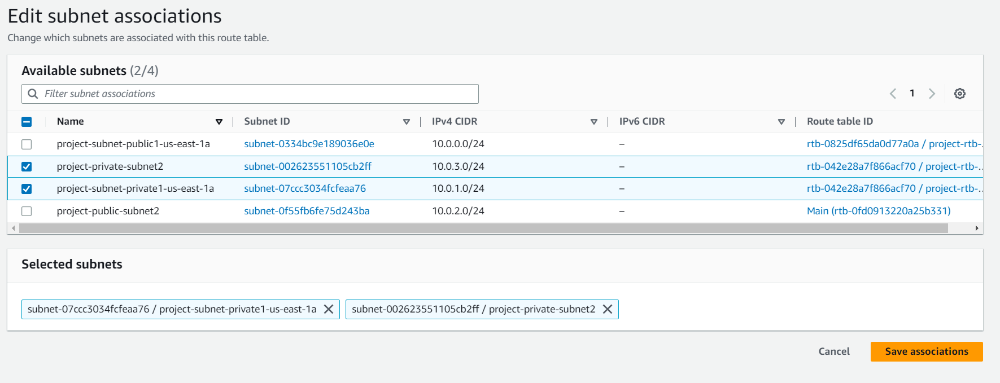 Edit subnet associations
Change which subnets are associated with this route table.
Available subnets (2/4)
Filter subnet associations
1
Name Subnet ID IPv4 CIDR IPv6 CIDR Route table ID
project-subnet-public1-us-east-1a subnet-0334bc9e189036e0e 10.0.0.0/24 – rtb-0825df65da0d77a0a / project-rtb-..
project-private-subnet2 subnet-002623551105cb2ff 10.0.3.0/24 – rtb-042e28a7f866acf70 / project-rtb-...
project-subnet-private1-us-east-1a subnet-07ccc3034fcfeaa76 10.0.1.0/24 – rtb-042e28a7f866acf70 / project-rtb-...
project-public-subnet2 subnet-0f55fb6fe75d243ba 10.0.2.0/24 – Main (rtb-0fd0913220a25b331)
Selected subnets
subnet-07ccc3034fcfeaa76 / project-subnet-private1-us-east-1a subnet-002623551105cb2ff / project-private-subnet2
Cancel Save associations